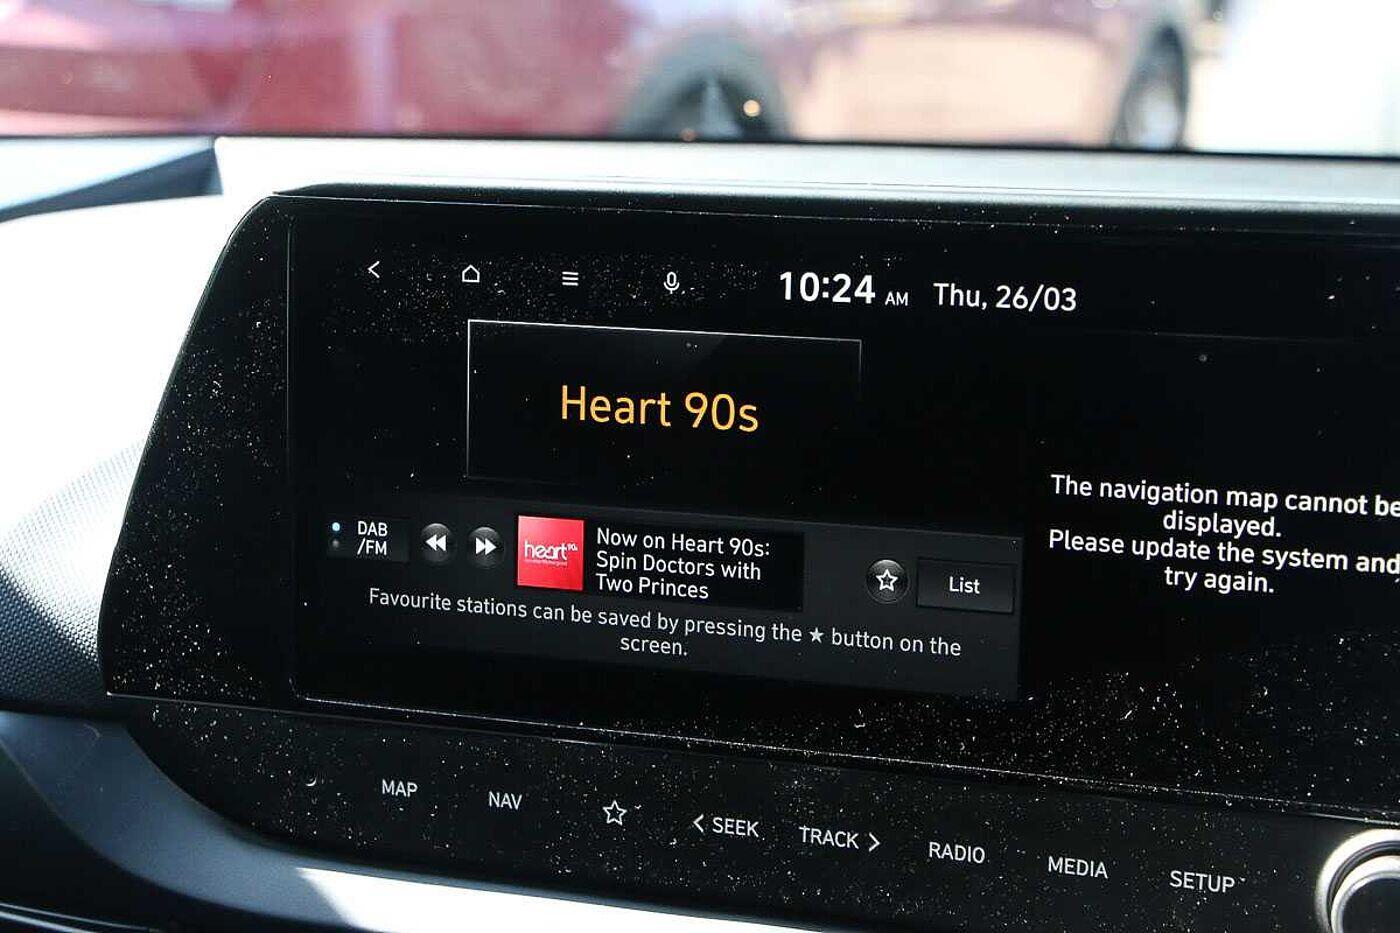 10:24 AM Thu, 26/03
Heart 90s
The navigation map cannot be
displayed.
Please update the system and
try again.
DAB
/FM
heart 90s
Now on Heart 90s:
Spin Doctors with
Two Princes
List
Favourite stations can be saved by pressing the ★ button on the
screen.
MAP
NAV
< SEEK
TRACK >
RADIO
MEDIA
SETUP